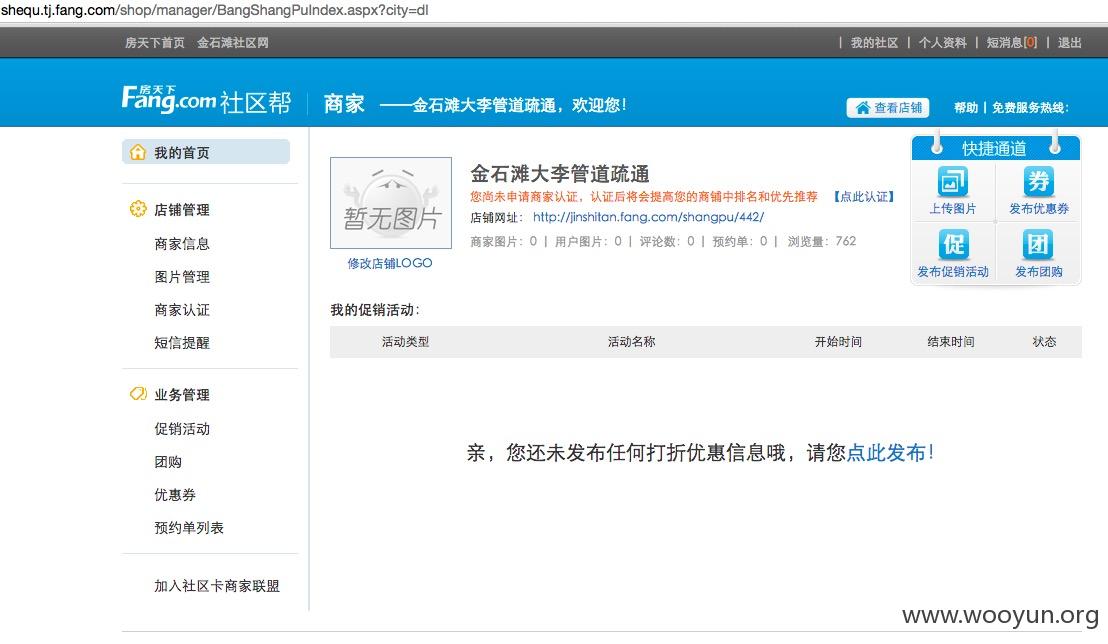 shequ.tj.fang.com/shop/manager/BangShangPuIndex.aspx?city=dl
房天下首页 金石滩社区网 | 我的社区 | 个人资料 | 短消息[0] | 退出
房天下
Fang.com 社区帮 商家 ——金石滩大李管道疏通，欢迎您! 查看店铺 帮助 | 免费服务热线:
我的首页
店铺管理
商家信息
图片管理
商家认证
短信提醒
业务管理
促销活动
团购
优惠券
预约单列表
加入社区卡商家联盟
暂无图片
修改店铺LOGO
金石滩大李管道疏通
您尚未申请商家认证，认证后将会提高您的商铺中排名和优先推荐 【点此认证】
店铺网址： http://jinshitan.fang.com/shangpu/442/
商家图片：0 | 用户图片：0 | 评论数：0 | 预约单：0 | 浏览量：762
快捷通道
券
上传图片 发布优惠券
促 团
发布促销活动 发布团购
我的促销活动：
活动类型 活动名称 开始时间 结束时间 状态
亲，您还未发布任何打折优惠信息哦，请您点此发布!
www.wooyun.org